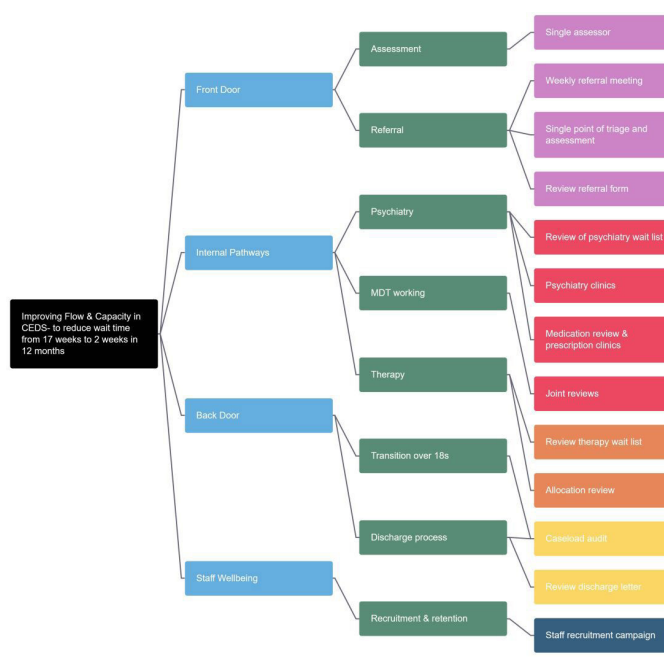 Improving Flow & Capacity in
CEDS- to reduce wait time
from 17 weeks to 2 weeks in
12 months
Front Door
Internal Pathways
Back Door
Staff Wellbeing
Assessment
Referral
Psychiatry
MDT working
Therapy
Transition over 18s
Discharge process
Recruitment & retention
Single assessor
Weekly referral meeting
Single point of triage and
assessment
Review referral form
Review of psychiatry wait list
Psychiatry clinics
Medication review &
prescription clinics
Joint reviews
Review therapy wait list
Allocation review
Caseload audit
Review discharge letter
Staff recruitment campaign